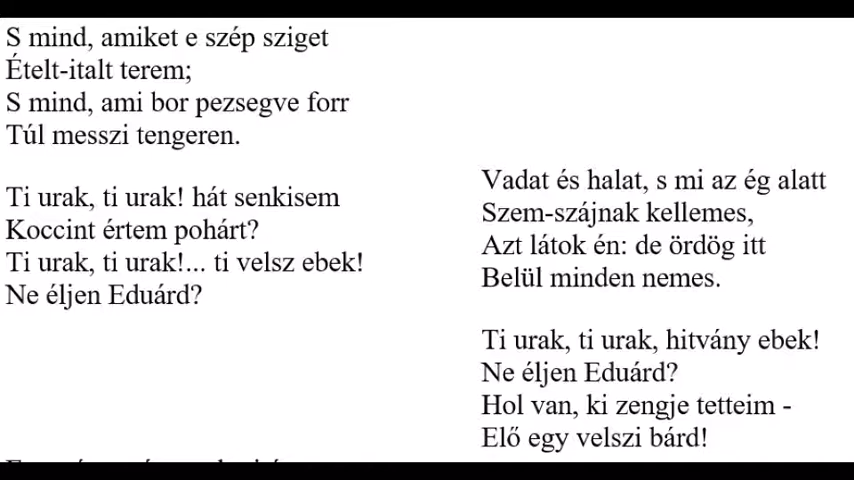 S mind, amiket e szép sziget
Ételt-italt terem;
S mind, ami bor pezsegve forr
Túl messzi tengeren.
Ti urak, ti urak! hát senkisem
Koccint értem pohárt?
Ti urak, ti urak!... ti velsz ebek!
Ne éljen Eduárd?
Vadat és halat, s mi az ég alatt
Szem-szájnak kellemes,
Azt látok én: de ördög itt
Belül minden nemes.
Ti urak, ti urak, hitvány ebek!
Ne éljen Eduárd?
Hol van, ki zengje tetteim -
Elő egy velszi bárd!